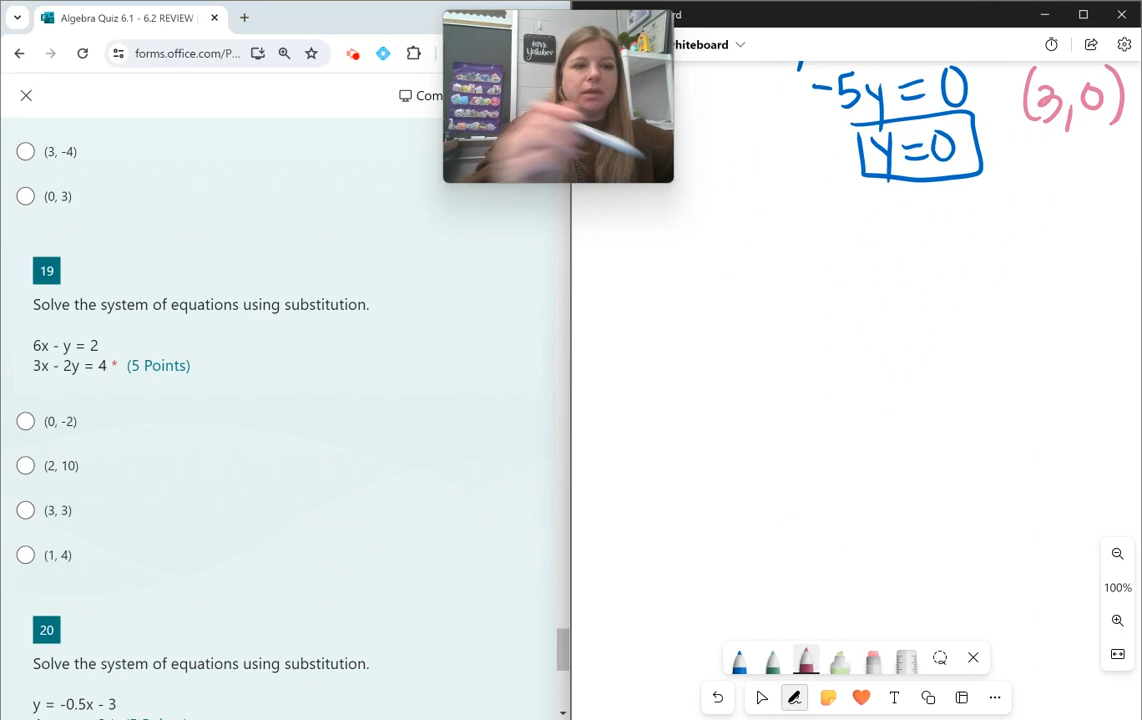 Algebra Quiz 6.1 - 6.2 REVIEW (
forms.office.com/P...
Com
(3, -4)
(0, 3)
19
Solve the system of equations using substitution.
6x - y = 2
3x - 2y = 4 * (5 Points)
(0, -2)
(2, 10)
(3, 3)
(1, 4)
20
Solve the system of equations using substitution.
y = -0.5x - 3
rd
hiteboard
-5y = 0
y = 0
(3,0)
100%